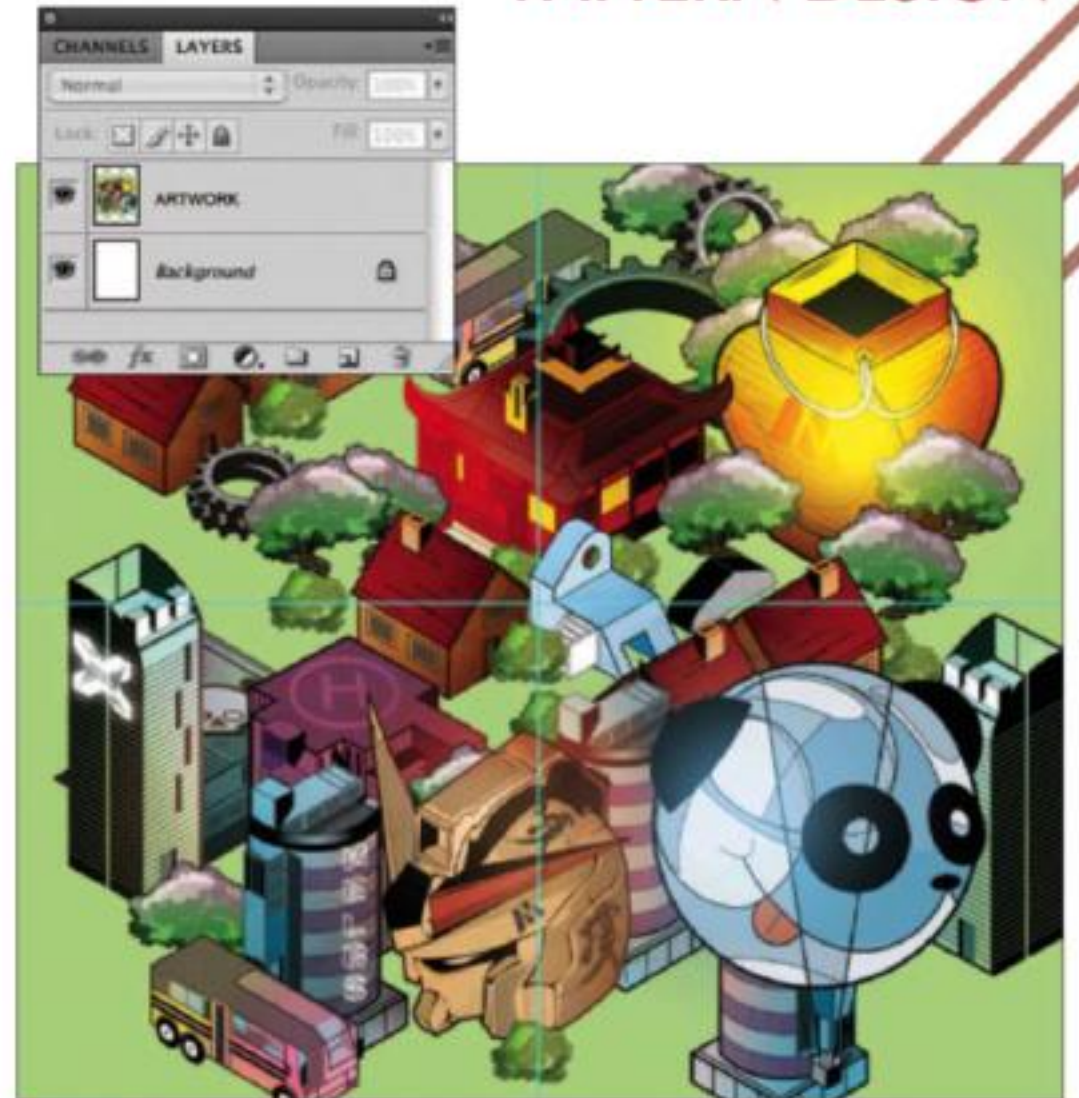 CHANNELS LAYERS
Normal Opacity: 100%
Lock: Fill: 100%
ARTWORK
Background
H